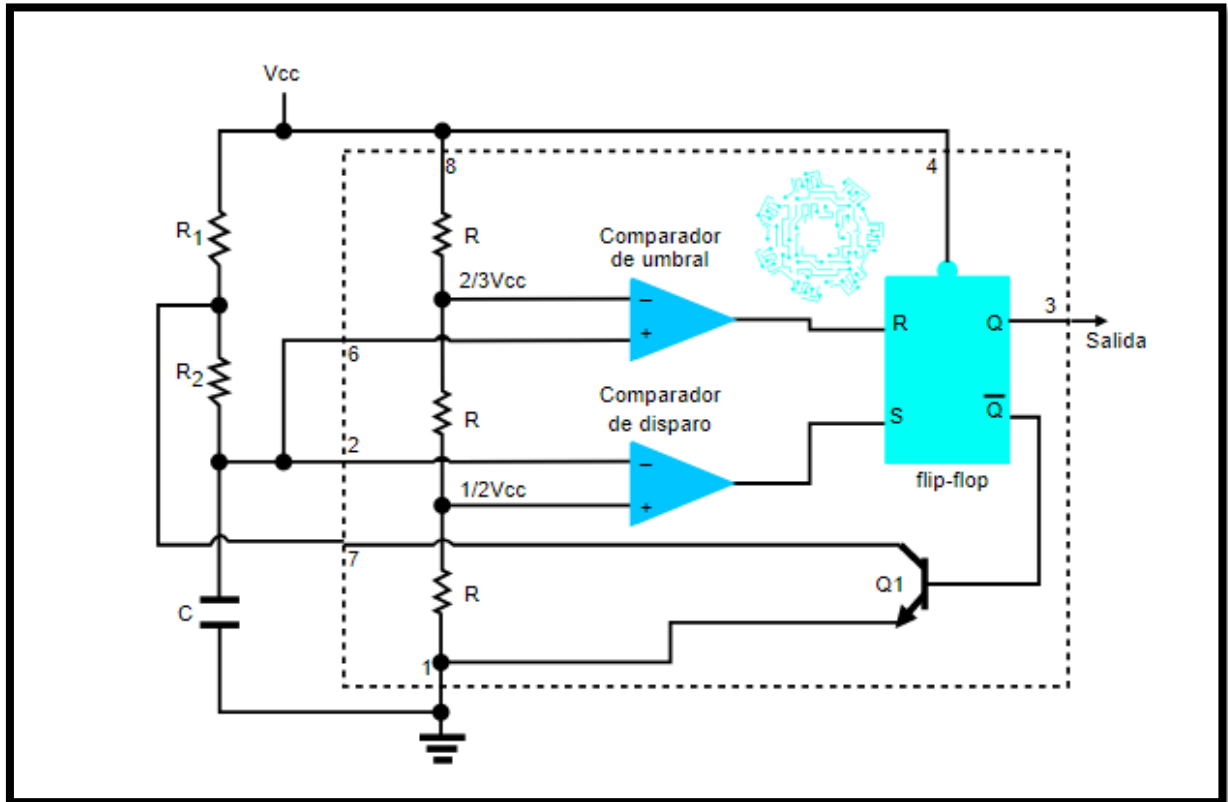 Vcc
8
4
R1
R
Comparador
de umbral
2/3Vcc
−
+
R
Q
3
Salida
6
R2
R
Comparador
de disparo
S
Q̅
2
−
1/2Vcc
+
flip-flop
7
R
Q1
C
1